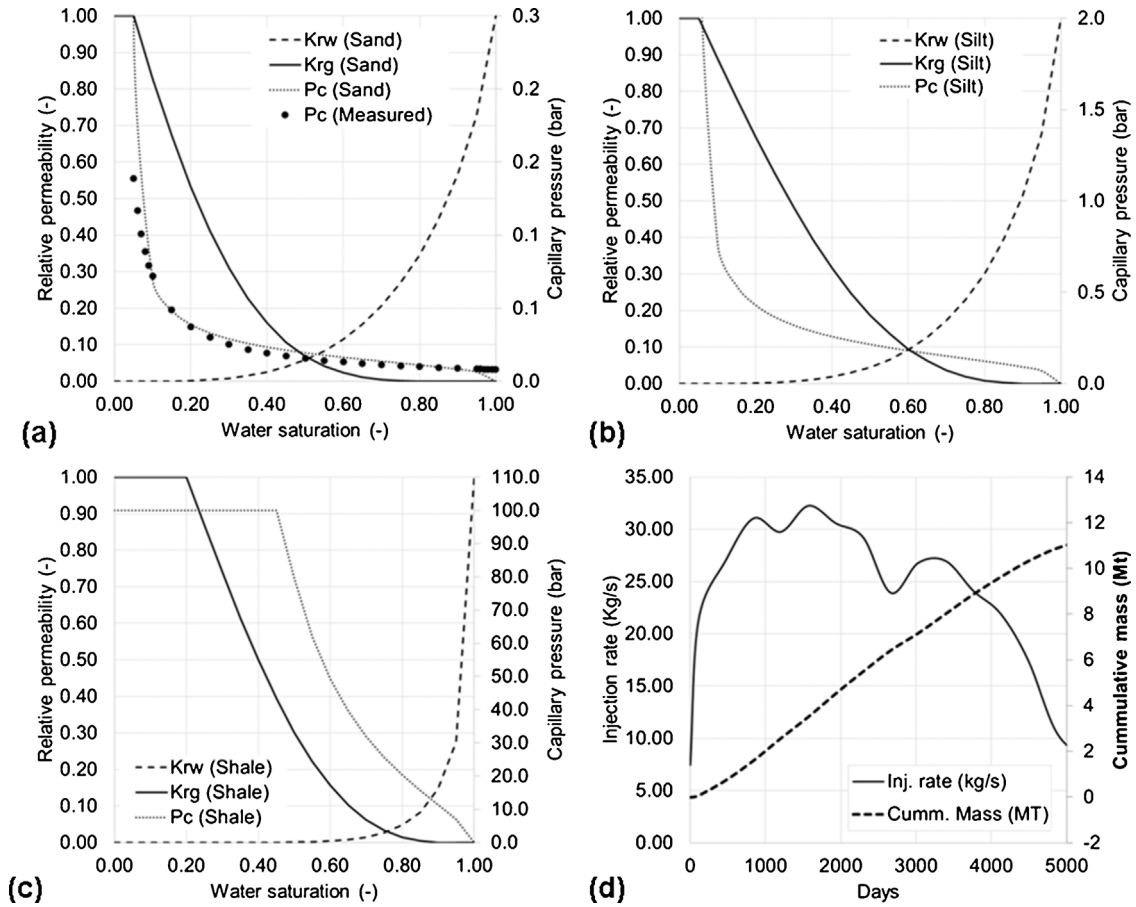 1.00
0.90
0.80
0.70
0.60
0.50
0.40
0.30
0.20
0.10
0.00
Relative permeability (-)
0.3
0.2
0.2
0.1
0.1
0.0
Capillary pressure (bar)
Krw (Sand)
Krg (Sand)
Pc (Sand)
Pc (Measured)
0.00 0.20 0.40 0.60 0.80 1.00
Water saturation (-)
(a)
1.00
0.90
0.80
0.70
0.60
0.50
0.40
0.30
0.20
0.10
0.00
Relative permeability (-)
2.0
1.5
1.0
0.5
0.0
Capillary pressure (bar)
Krw (Silt)
Krg (Silt)
Pc (Silt)
0.00 0.20 0.40 0.60 0.80 1.00
Water saturation (-)
(b)
1.00
0.90
0.80
0.70
0.60
0.50
0.40
0.30
0.20
0.10
0.00
Relative permeability (-)
110.0
100.0
90.0
80.0
70.0
60.0
50.0
40.0
30.0
20.0
10.0
0.0
Capillary pressure (bar)
Krw (Shale)
Krg (Shale)
Pc (Shale)
0.00 0.20 0.40 0.60 0.80 1.00
Water saturation (-)
(c)
35.00
30.00
25.00
20.00
15.00
10.00
5.00
0.00
Injection rate (Kg/s)
14
12
10
8
6
4
2
0
-2
Cummulative mass (Mt)
Inj. rate (kg/s)
Cumm. Mass (MT)
0 1000 2000 3000 4000 5000
Days
(d)